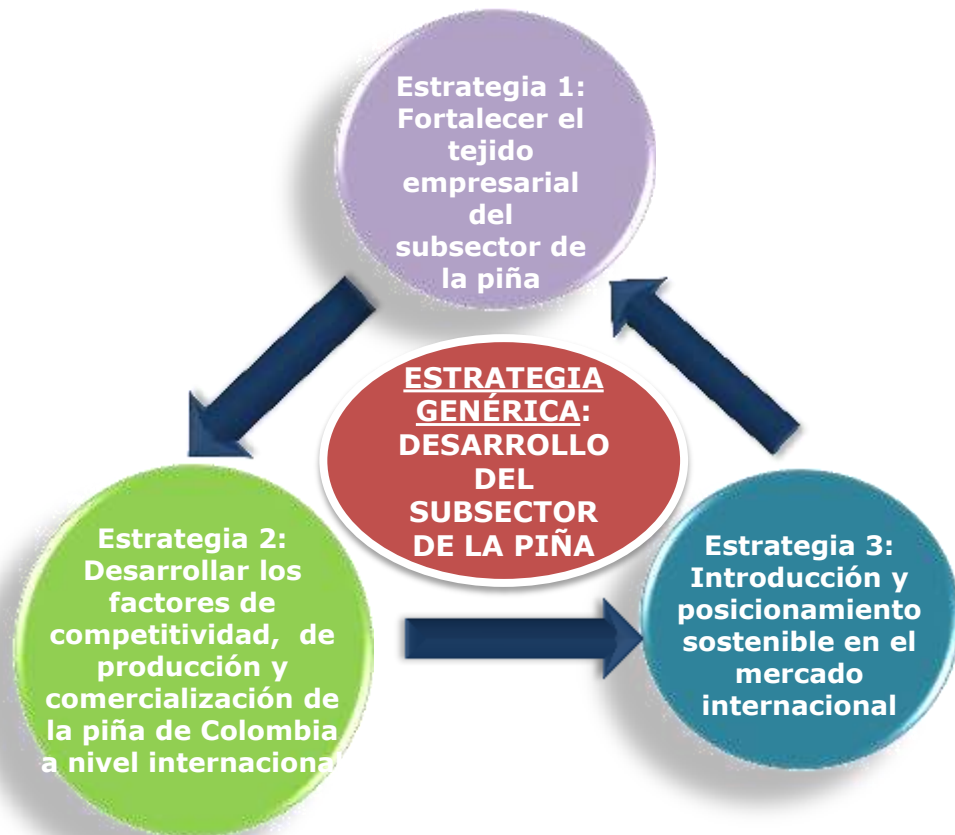 Estrategia 1:
Fortalecer el
tejido
empresarial
del
subsector de
la piña
ESTRATEGIA
GENÉRICA:
DESARROLLO
DEL
SUBSECTOR
DE LA PIÑA
Estrategia 2:
Desarrollar los
factores de
competitividad, de
producción y
comercialización de
la piña de Colombia
a nivel internacional
Estrategia 3:
Introducción y
posicionamiento
sostenible en el
mercado
internacional